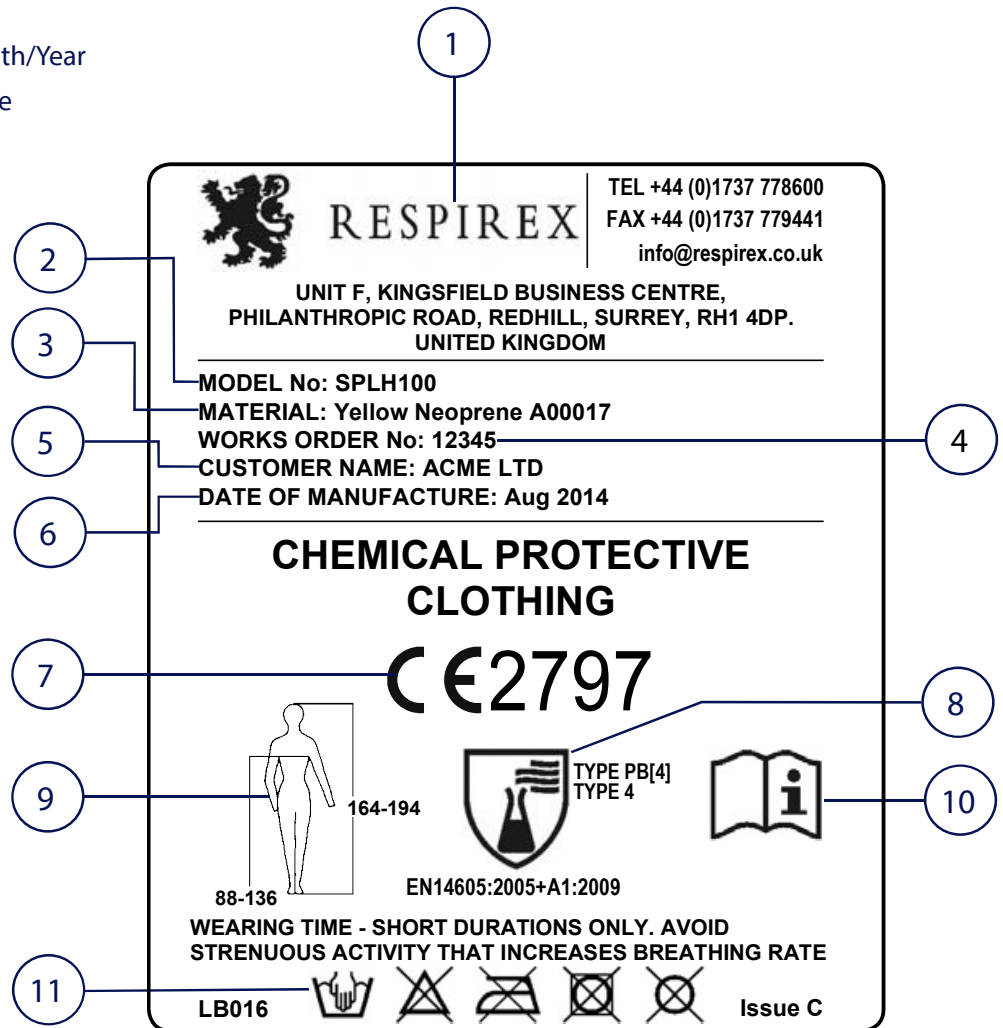 th/Year
e
1
RESPIREX
TEL +44 (0)1737 778600
FAX +44 (0)1737 779441
info@respirex.co.uk
UNIT F, KINGSFIELD BUSINESS CENTRE,
PHILANTHROPIC ROAD, REDHILL, SURREY, RH1 4DP.
UNITED KINGDOM
2
MODEL No: SPLH100
3
MATERIAL: Yellow Neoprene A00017
WORKS ORDER No: 12345
4
5
CUSTOMER NAME: ACME LTD
6
DATE OF MANUFACTURE: Aug 2014
CHEMICAL PROTECTIVE
CLOTHING
7
CE2797
8
TYPE PB[4]
TYPE 4
9
164-194
88-136
10
EN14605:2005+A1:2009
WEARING TIME - SHORT DURATIONS ONLY. AVOID
STRENUOUS ACTIVITY THAT INCREASES BREATHING RATE
11
LB016
Issue C